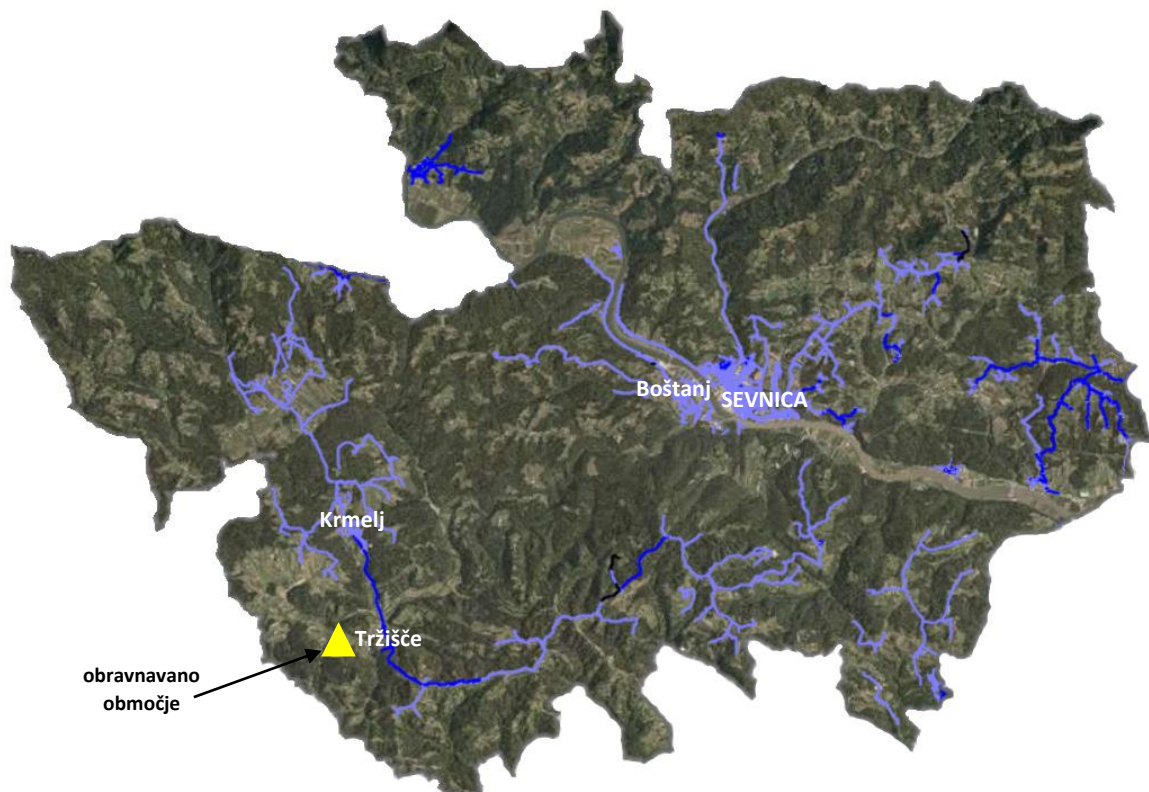 Boštanj
SEVNICA
Krmelj
Tržišče
obravnavano
območje